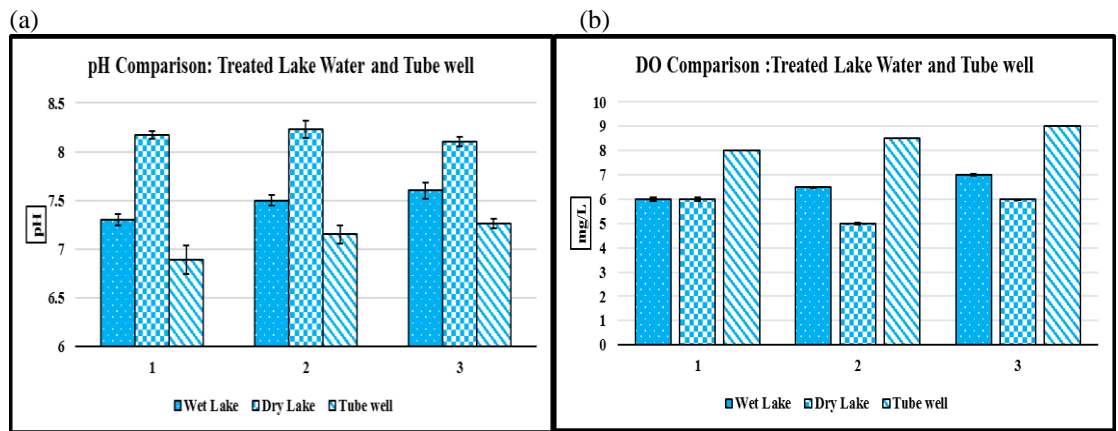 (a)
pH Comparison: Treated Lake Water and Tube well
8.5
8
7.5
7
6.5
6
pH
1 2 3
Wet Lake Dry Lake Tube well
(b)
DO Comparison :Treated Lake Water and Tube well
10
9
8
7
6
5
4
3
2
1
0
mg/L
1 2 3
Wet Lake Dry Lake Tube well